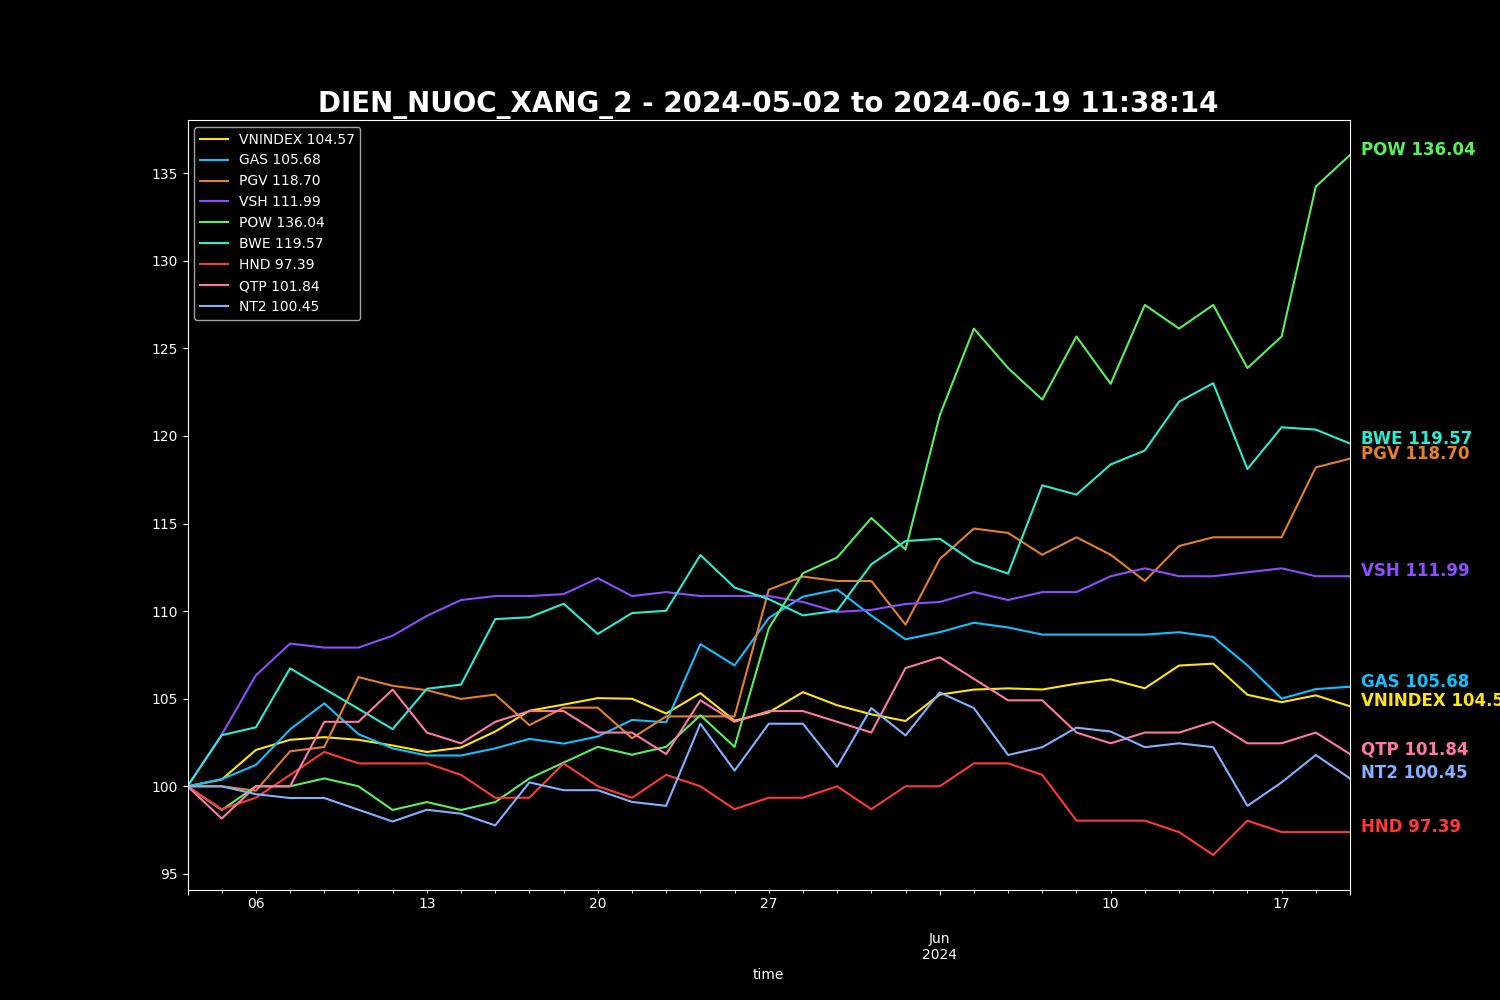 DIEN_NUOC_XANG_2 - 2024-05-02 to 2024-06-19 11:38:14
VNINDEX 104.57
GAS 105.68
PGV 118.70
VSH 111.99
POW 136.04
BWE 119.57
HND 97.39
QTP 101.84
NT2 100.45
135
130
125
120
115
110
105
100
95
POW 136.04
BWE 119.57
PGV 118.70
VSH 111.99
GAS 105.68
VNINDEX 104.5
QTP 101.84
NT2 100.45
HND 97.39
06 13 20 27 10 17
Jun
2024
time